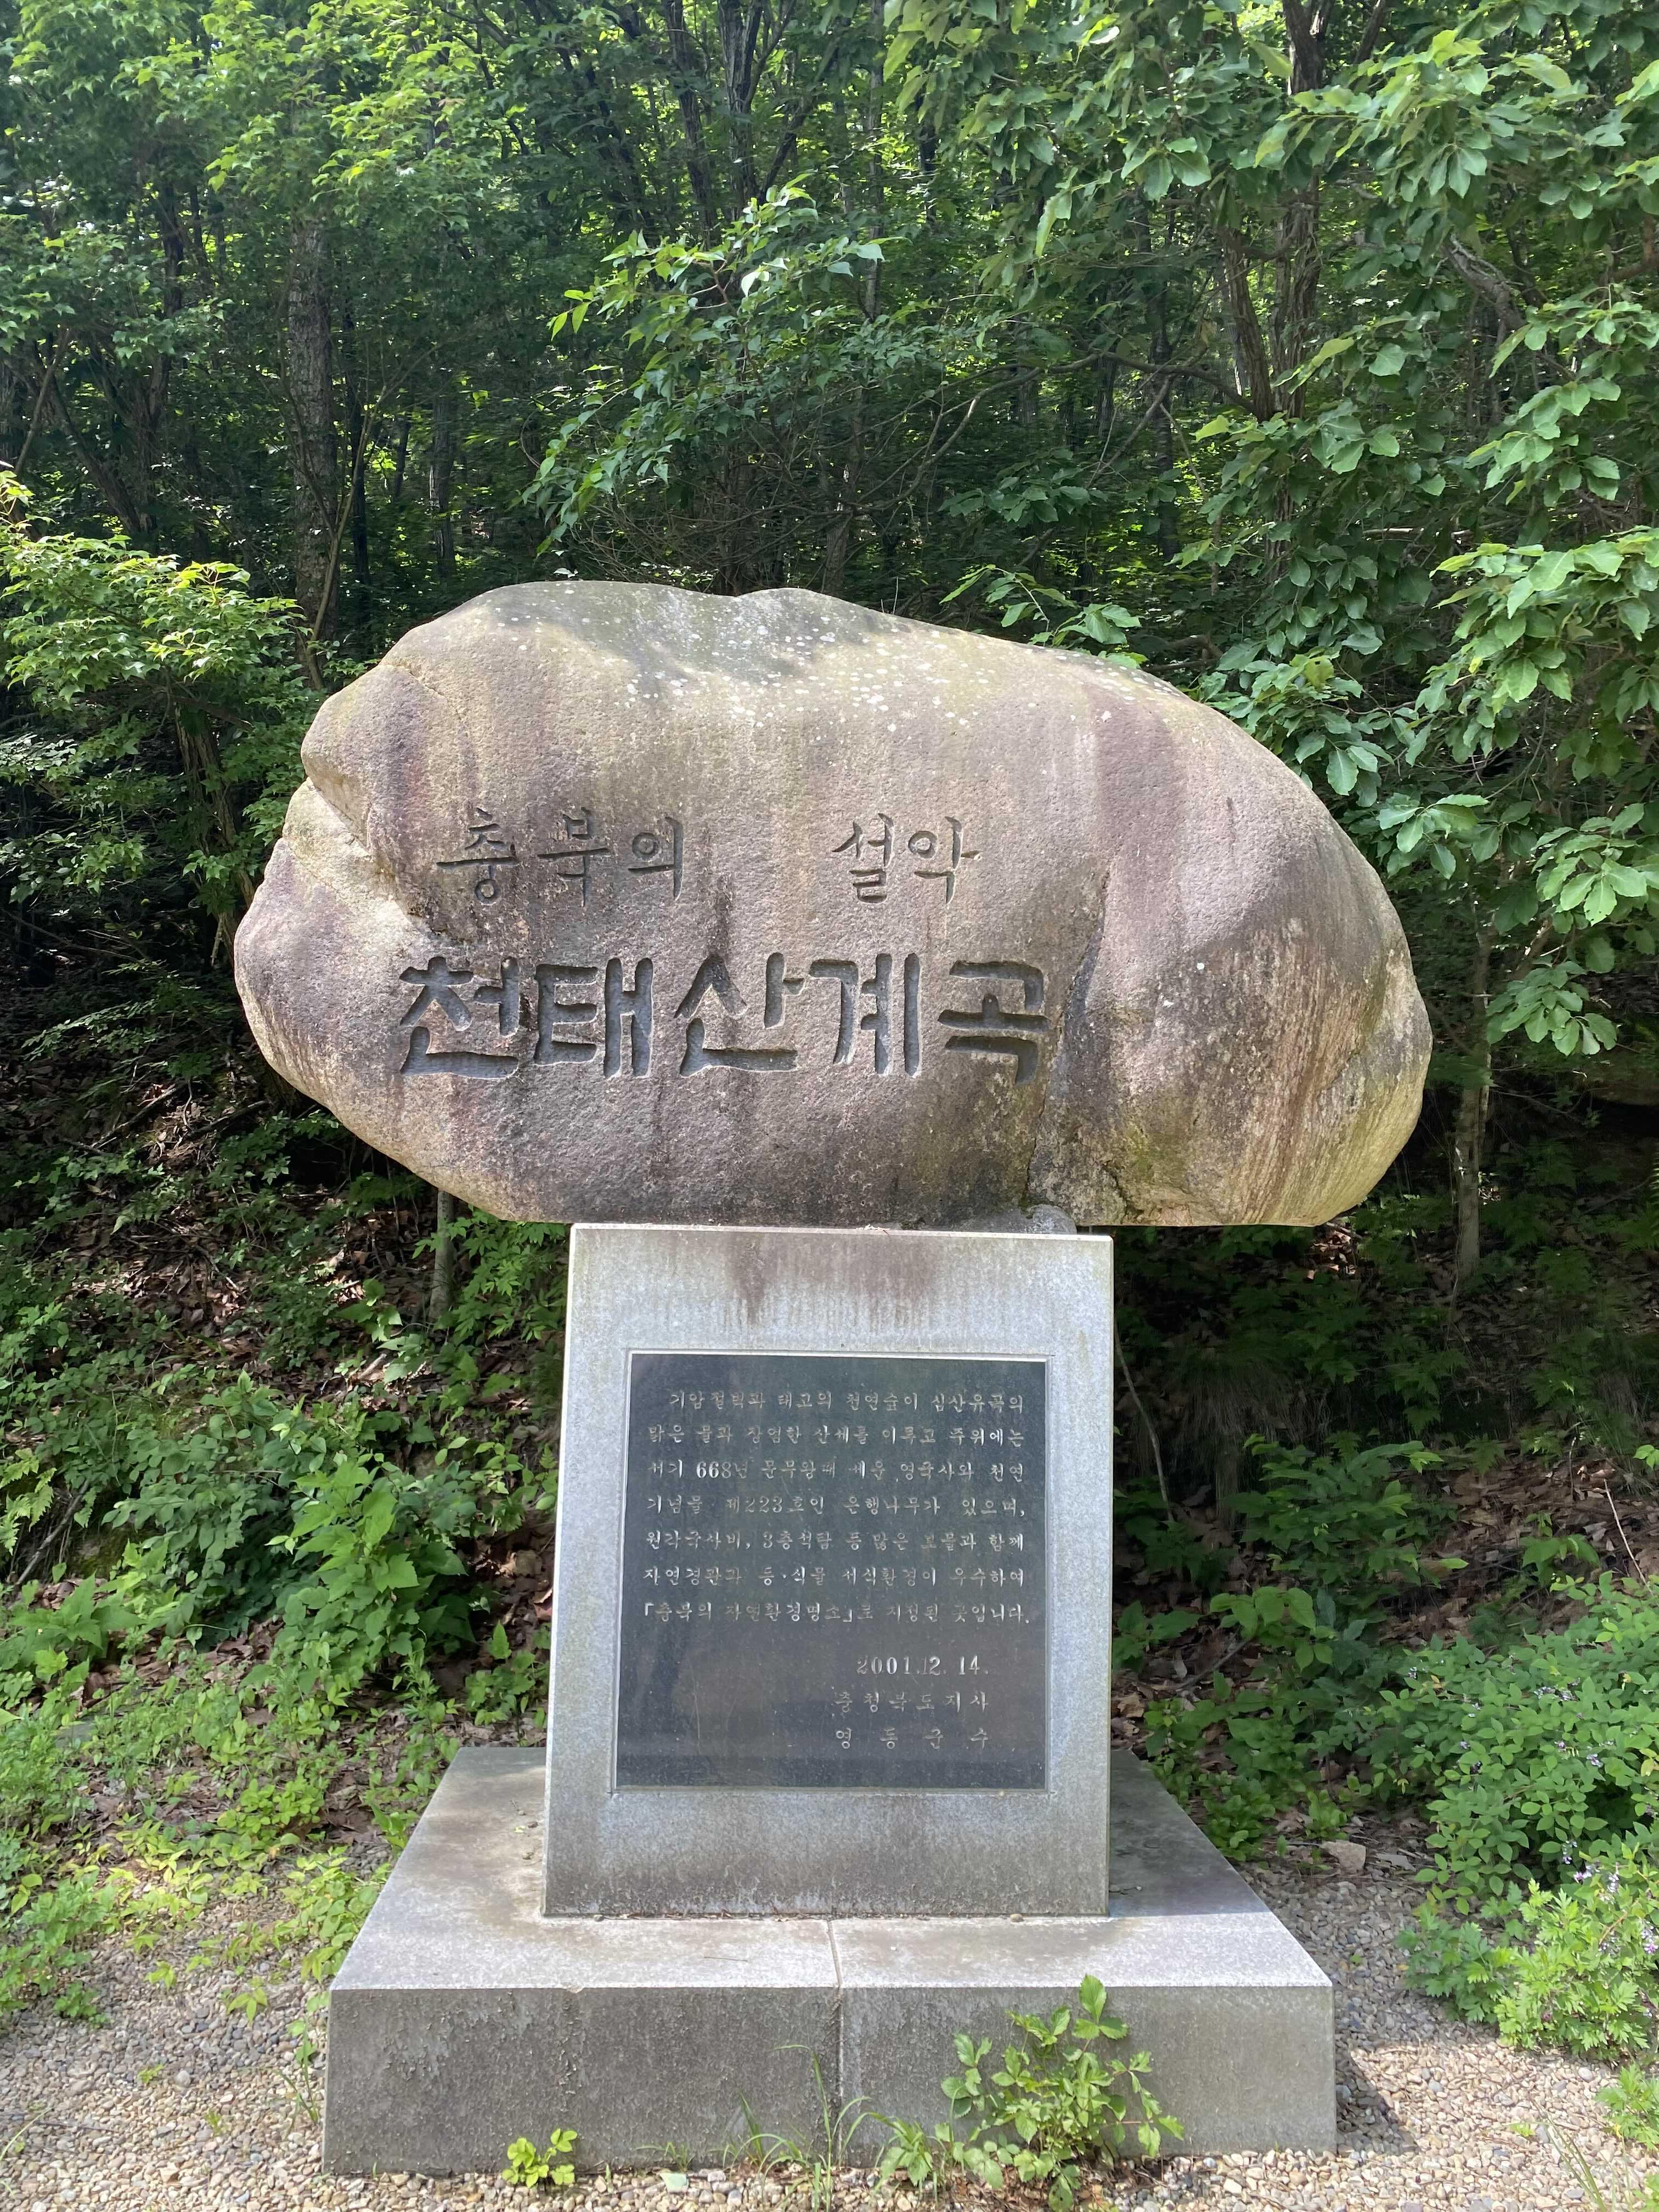 충북의 설악
천태산계곡
기암절벽과 태고의 천연숲이 심산유곡의
맑은 물과 장엄한 산세를 이루고 주위에는
서기 668년 문무왕때 세운 영국사와 천연
기념물 제223호인 은행나무가 있으며,
원각국사비, 3층석탑 등 많은 보물과 함께
자연경관과 동·식물 서식환경이 우수하여
「충북의 자연환경명소」로 지정된 곳입니다.
2001.12. 14.
충청북도지사
영 동 군 수